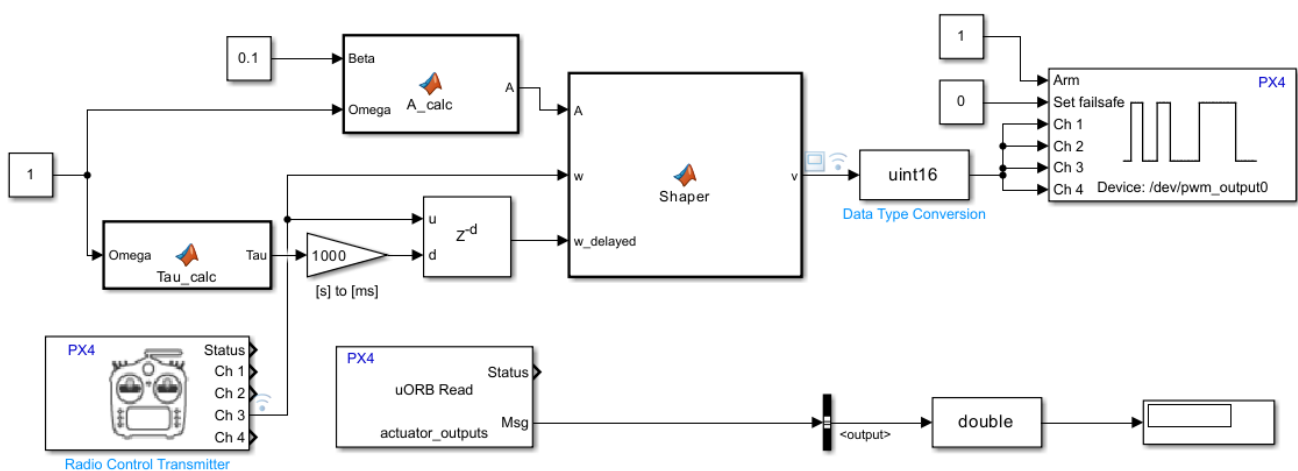 0.1
Beta
Omega
A_calc
A
1
Omega
Tau_calc
Tau
1000
[s] to [ms]
u
d
Z-d
A
w
w_delayed
Shaper
v
uint16
Data Type Conversion
1
0
PX4
Arm
Set failsafe
Ch 1
Ch 2
Ch 3
Ch 4
Device: /dev/pwm_output0
PX4
Status
Ch 1
Ch 2
Ch 3
Ch 4
Radio Control Transmitter
PX4
Status
uORB Read
Msg
actuator_outputs
<output>
double